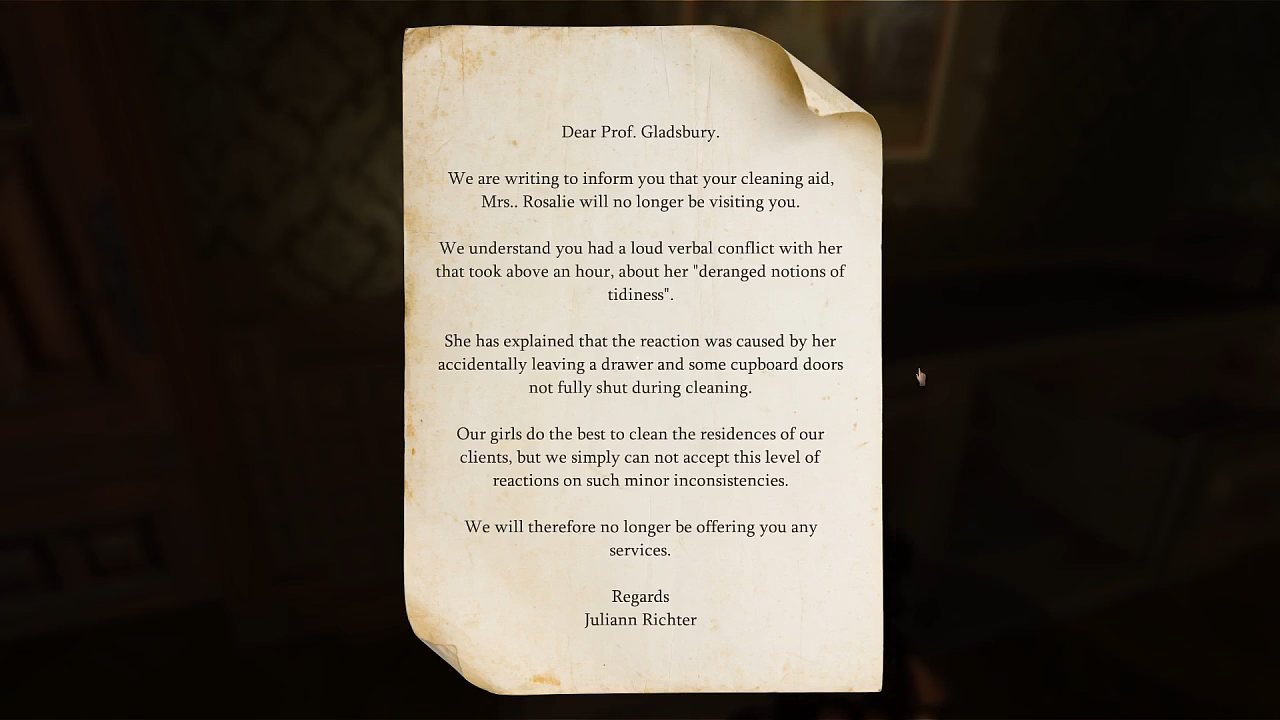 Dear Prof. Gladsbury.
We are writing to inform you that your cleaning aid,
Mrs.. Rosalie will no longer be visiting you.
We understand you had a loud verbal conflict with her
that took above an hour, about her "deranged notions of
tidiness".
She has explained that the reaction was caused by her
accidentally leaving a drawer and some cupboard doors
not fully shut during cleaning.
Our girls do the best to clean the residences of our
clients, but we simply can not accept this level of
reactions on such minor inconsistencies.
We will therefore no longer be offering you any
services.
Regards
Juliann Richter